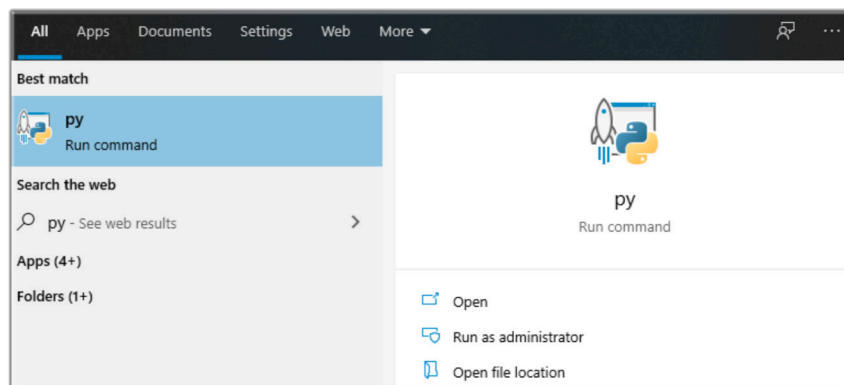 All Apps Documents Settings Web More
Best match
py
Run command
Search the web
py - See web results
Apps (4+)
Folders (1+)
py
Run command
Open
Run as administrator
Open file location